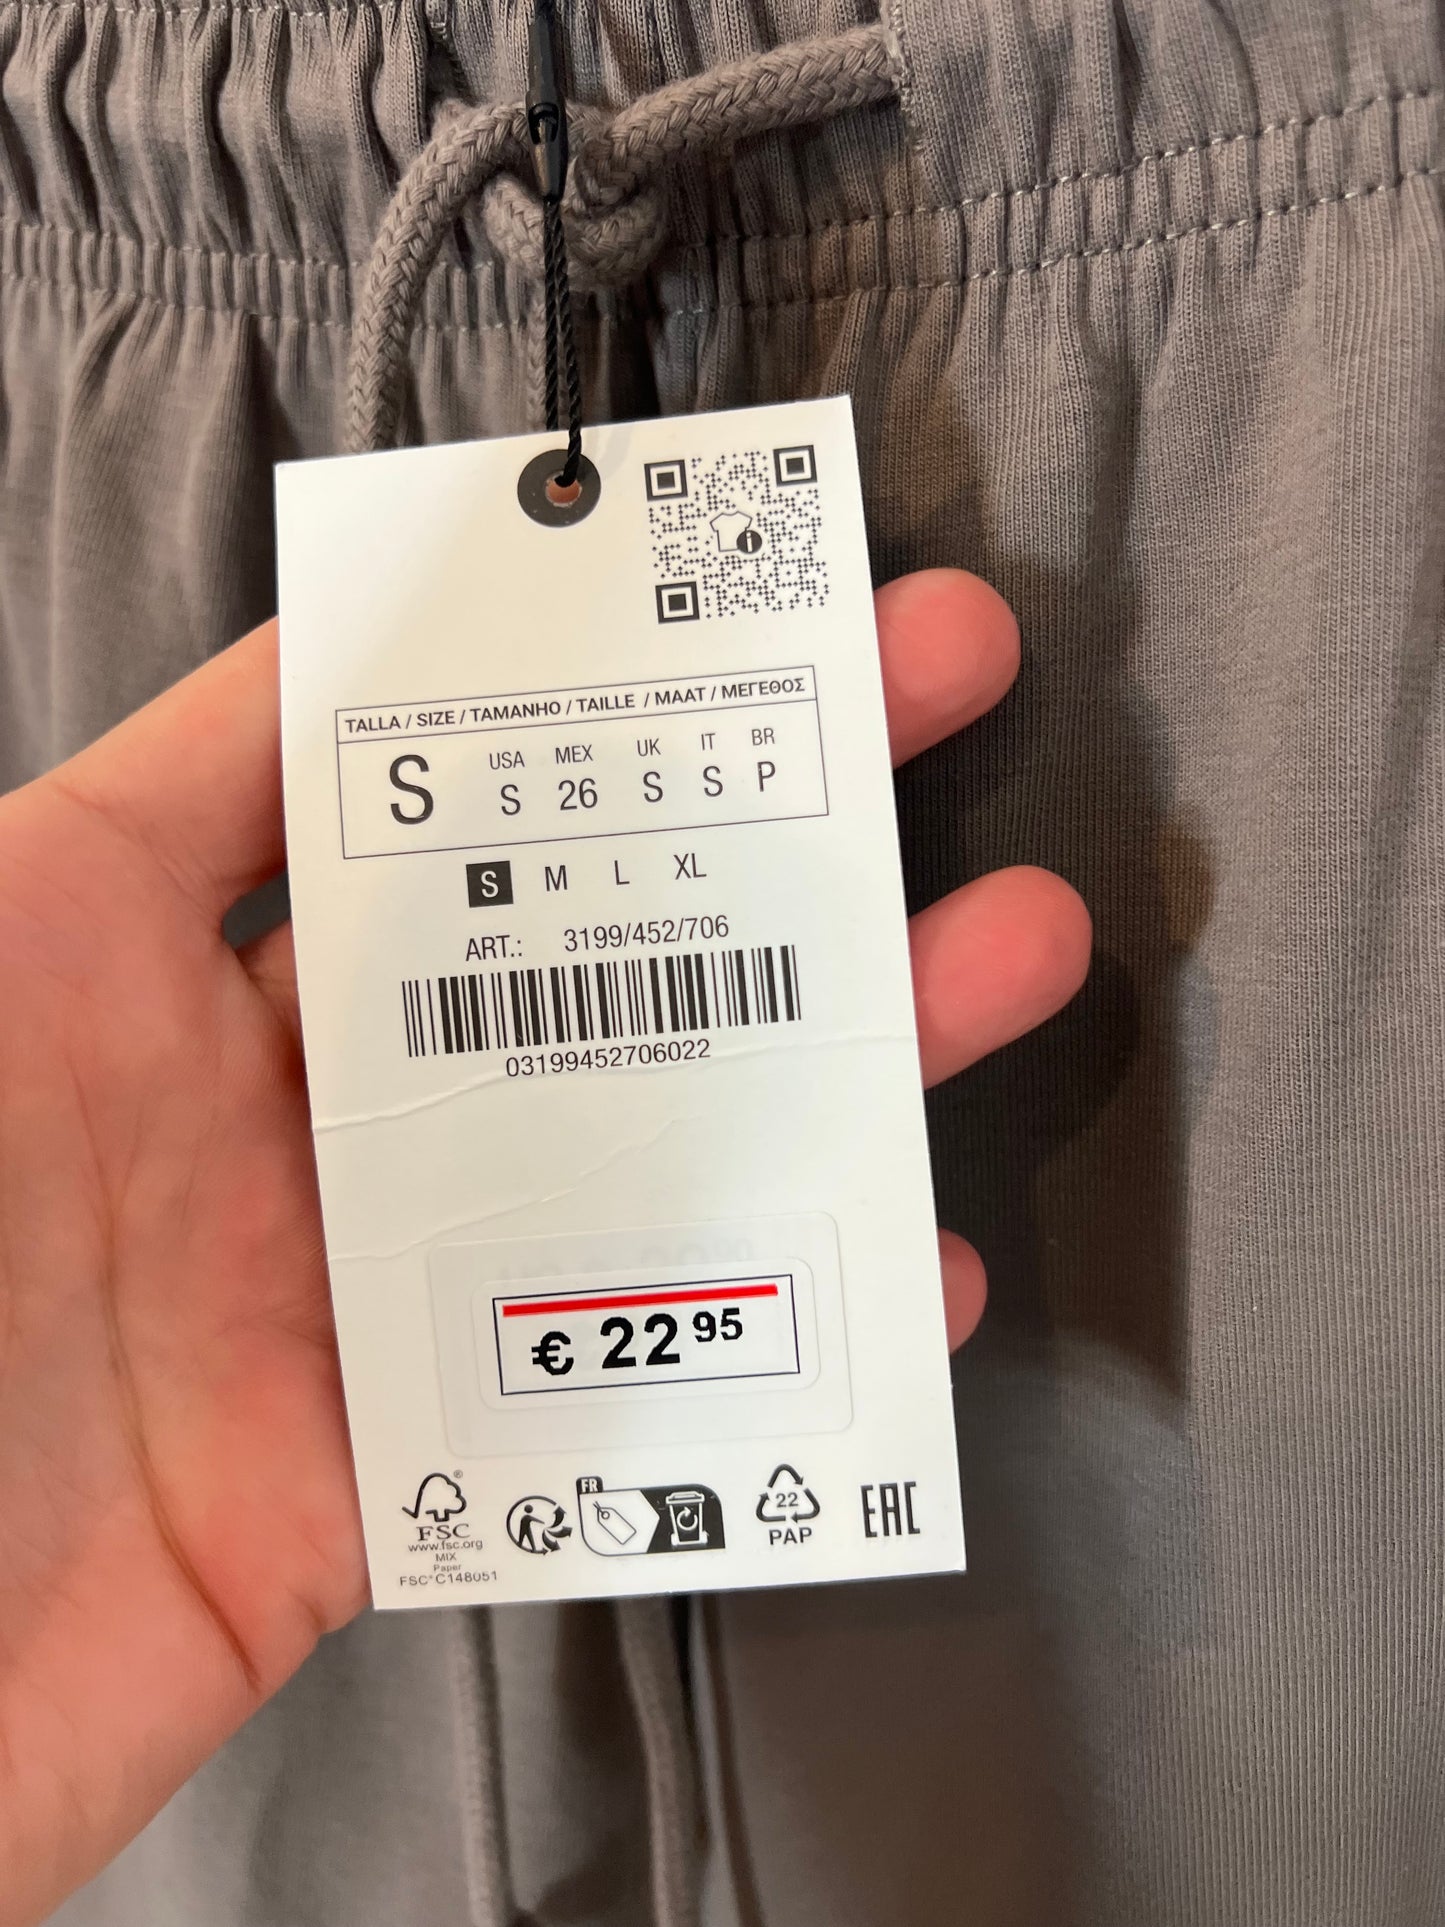 TALLA / SIZE / TAMANHO / TAILLE / MAAT / ΜΕΓΕΘΟΣ
USA MEX UK IT BR
S S 26 S S P
S M L XL
ART.: 3199/452/706
03199452706022
€ 22 95
FR
FSC®
www.fsc.org
MIX
Paper
FSC® C148051
22
PAP
EAC